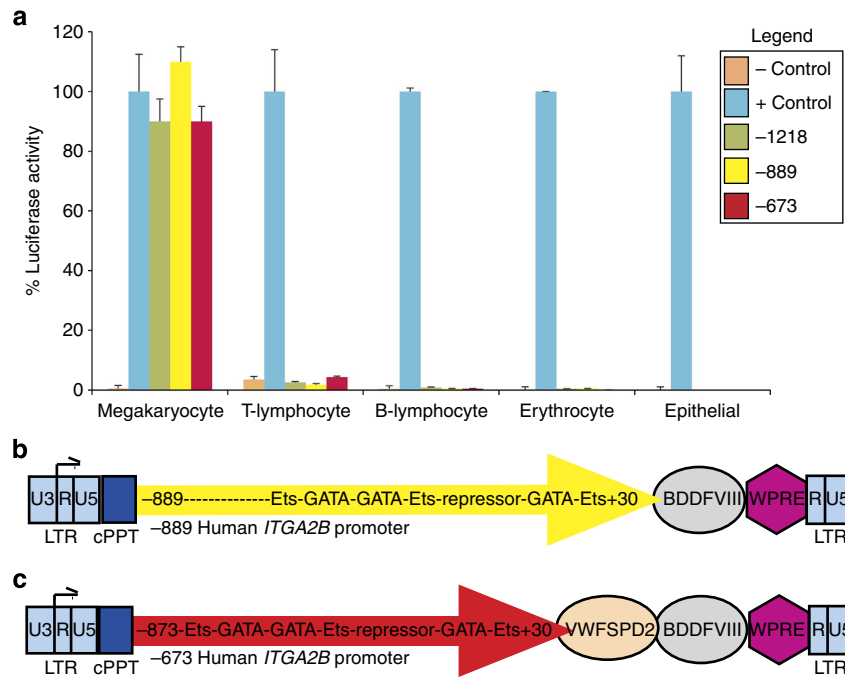 a
Legend
– Control
+ Control
–1218
–889
–673
% Luciferase activity
120
100
80
60
40
20
0
Megakaryocyte T-lymphocyte B-lymphocyte Erythrocyte Epithelial
b
U3 R U5 –889-------------Ets-GATA-GATA-Ets-repressor-GATA-Ets+30 BDDFVIII WPRE R U5
LTR cPPT –889 Human ITGA2B promoter LTR
c
U3 R U5 –873-Ets-GATA-GATA-Ets-repressor-GATA-Ets+30 VWFSPD2 BDDFVIII WPRE R U5
LTR cPPT –673 Human ITGA2B promoter LTR